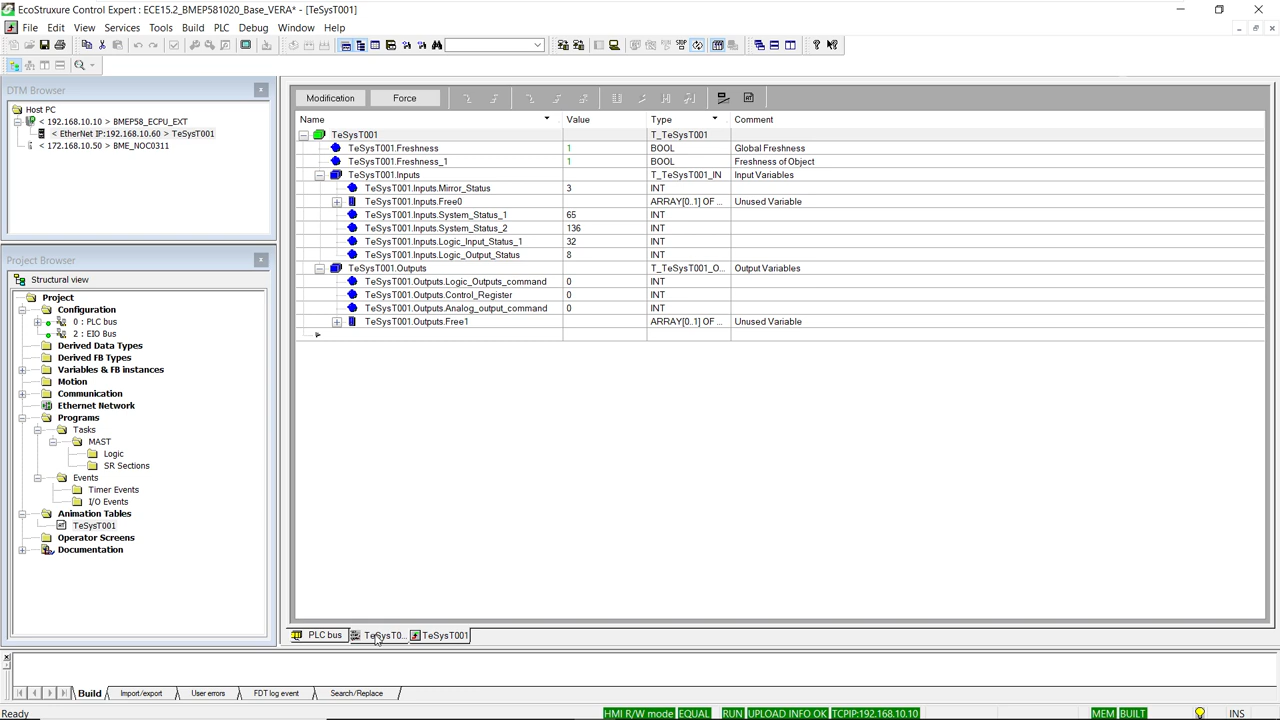 EcoStruxure Control Expert : ECE15.2_BMEP581020_Base_VERA* - [TeSysT001]
File Edit View Services Tools Build PLC Debug Window Help
DTM Browser
Host PC
< 192.168.10.10 > BMEP58_ECPU_EXT
< EtherNet IP:192.168.10.60 > TeSysT001
< 172.168.10.50 > BME_NOC0311
Project Browser
Structural view
Project
Configuration
0 : PLC bus
2 : EIO Bus
Derived Data Types
Derived FB Types
Variables & FB instances
Motion
Communication
Ethernet Network
Programs
Tasks
MAST
Logic
SR Sections
Events
Timer Events
I/O Events
Animation Tables
TeSysT001
Operator Screens
Documentation
Modification Force
Name Value Type Comment
TeSysT001 T_TeSysT001
TeSysT001.Freshness 1 BOOL Global Freshness
TeSysT001.Freshness_1 1 BOOL Freshness of Object
TeSysT001.Inputs T_TeSysT001_IN Input Variables
TeSysT001.Inputs.Mirror_Status 3 INT
TeSysT001.Inputs.Free0 ARRAY[0..1] OF ... Unused Variable
TeSysT001.Inputs.System_Status_1 65 INT
TeSysT001.Inputs.System_Status_2 136 INT
TeSysT001.Inputs.Logic_Input_Status_1 32 INT
TeSysT001.Inputs.Logic_Output_Status 8 INT
TeSysT001.Outputs T_TeSysT001_O... Output Variables
TeSysT001.Outputs.Logic_Outputs_command 0 INT
TeSysT001.Outputs.Control_Register 0 INT
TeSysT001.Outputs.Analog_output_command 0 INT
TeSysT001.Outputs.Free1 ARRAY[0..1] OF ... Unused Variable
PLC bus TeSysT0... TeSysT001
Build Import/export User errors FDT log event Search/Replace
Ready HMI R/W mode EQUAL RUN UPLOAD INFO OK TCPIP:192.168.10.10 MEM BUILT INS